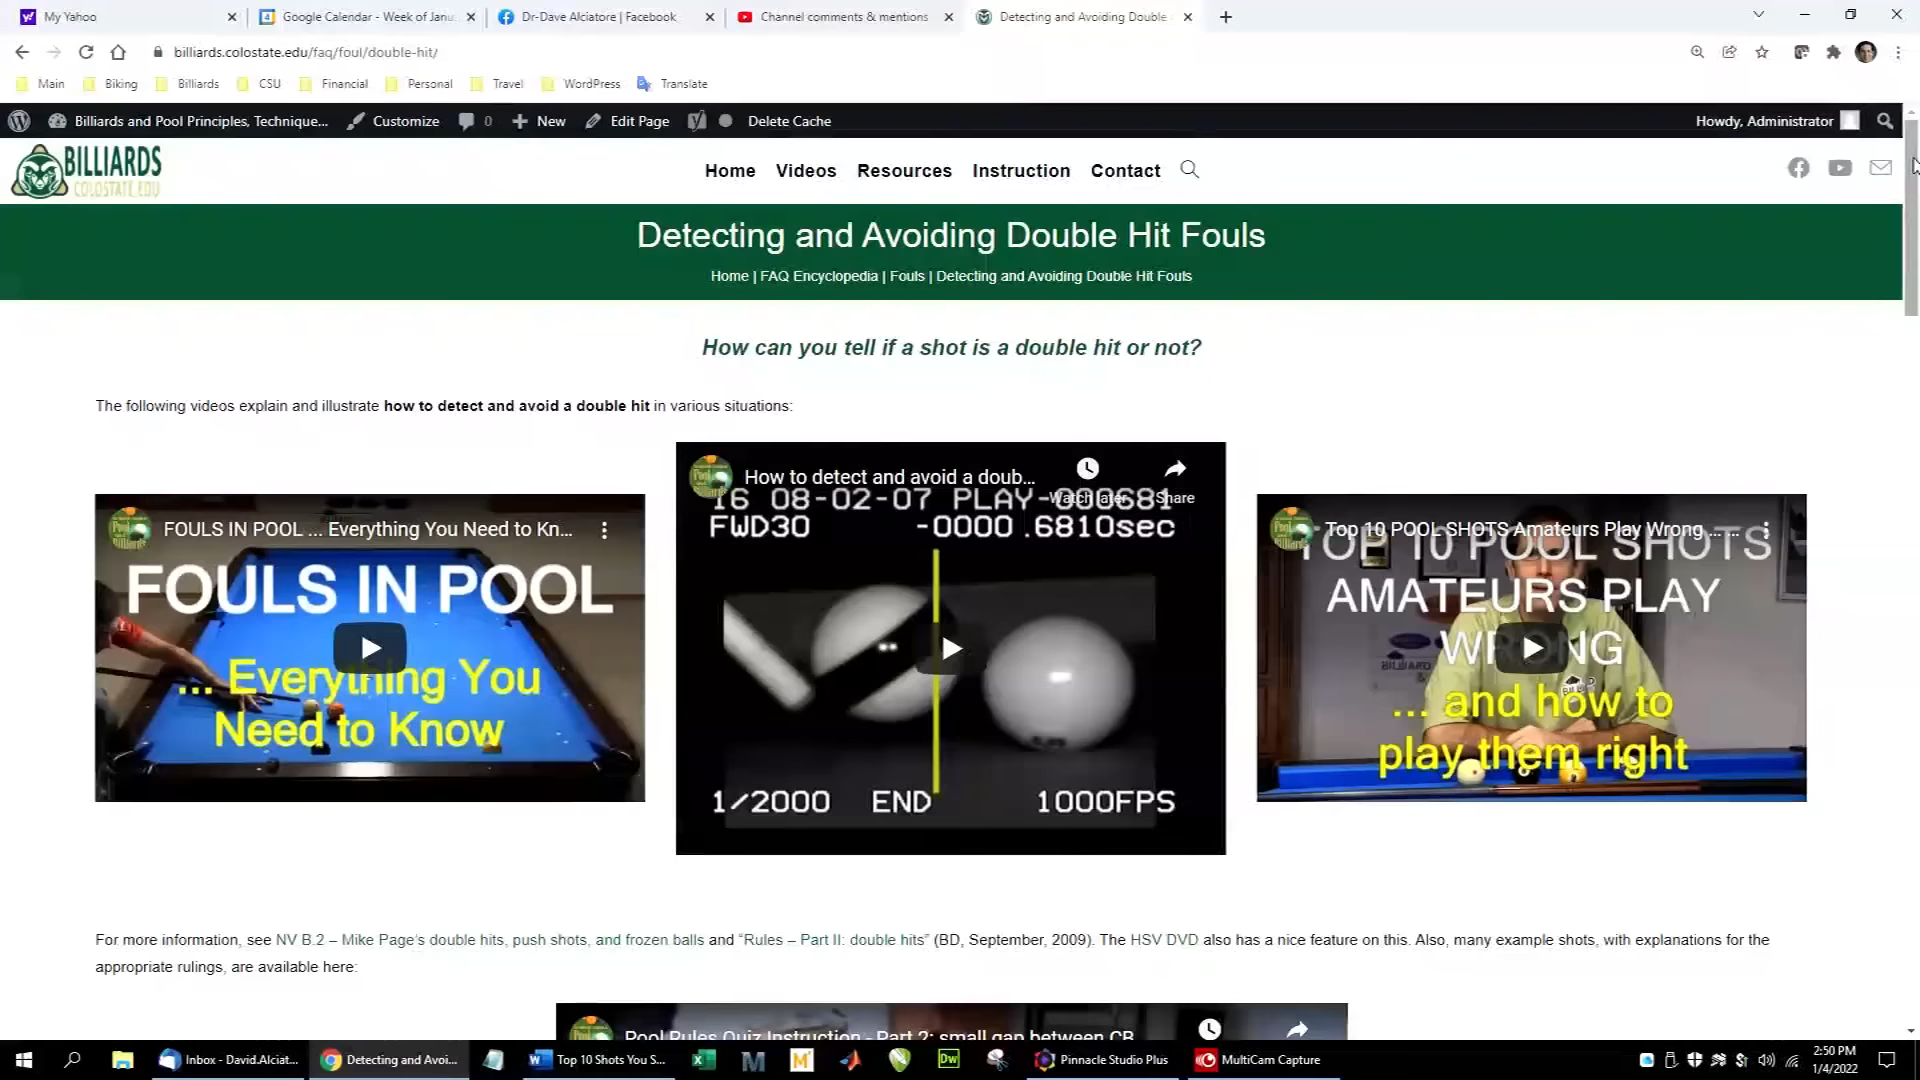 My Yahoo
Google Calendar - Week of Janu
Dr-Dave Alciatore | Facebook
Channel comments & mentions
Detecting and Avoiding Double
billiards.colostate.edu/faq/foul/double-hit/
Main
Biking
Billiards
CSU
Financial
Personal
Travel
WordPress
Translate
Billiards and Pool Principles, Technique...
Customize
0
New
Edit Page
Delete Cache
Howdy, Administrator
BILLIARDS
COLOSTATE.EDU
Home
Videos
Resources
Instruction
Contact
Detecting and Avoiding Double Hit Fouls
Home | FAQ Encyclopedia | Fouls | Detecting and Avoiding Double Hit Fouls
How can you tell if a shot is a double hit or not?
The following videos explain and illustrate how to detect and avoid a double hit in various situations:
FOULS IN POOL ... Everything You Need to Kn...
FOULS IN POOL
... Everything You
Need to Know
How to detect and avoid a doub...
Watch later
Share
16 08-02-07 PLAY-000681
FWD30 -0000.6810sec
1/2000 END 1000FPS
Top 10 POOL SHOTS Amateurs Play Wrong ... ...
TOP 10 POOL SHOTS
AMATEURS PLAY
WRONG
... and how to
play them right
For more information, see NV B.2 – Mike Page's double hits, push shots, and frozen balls and “Rules – Part II: double hits” (BD, September, 2009). The HSV DVD also has a nice feature on this. Also, many example shots, with explanations for the
appropriate rulings, are available here:
Pool Rules Quiz Instruction - Part 2: small gap between CB
Inbox - David.Alciat...
Detecting and Avoi...
Top 10 Shots You S...
Pinnacle Studio Plus
MultiCam Capture
2:50 PM
1/4/2022